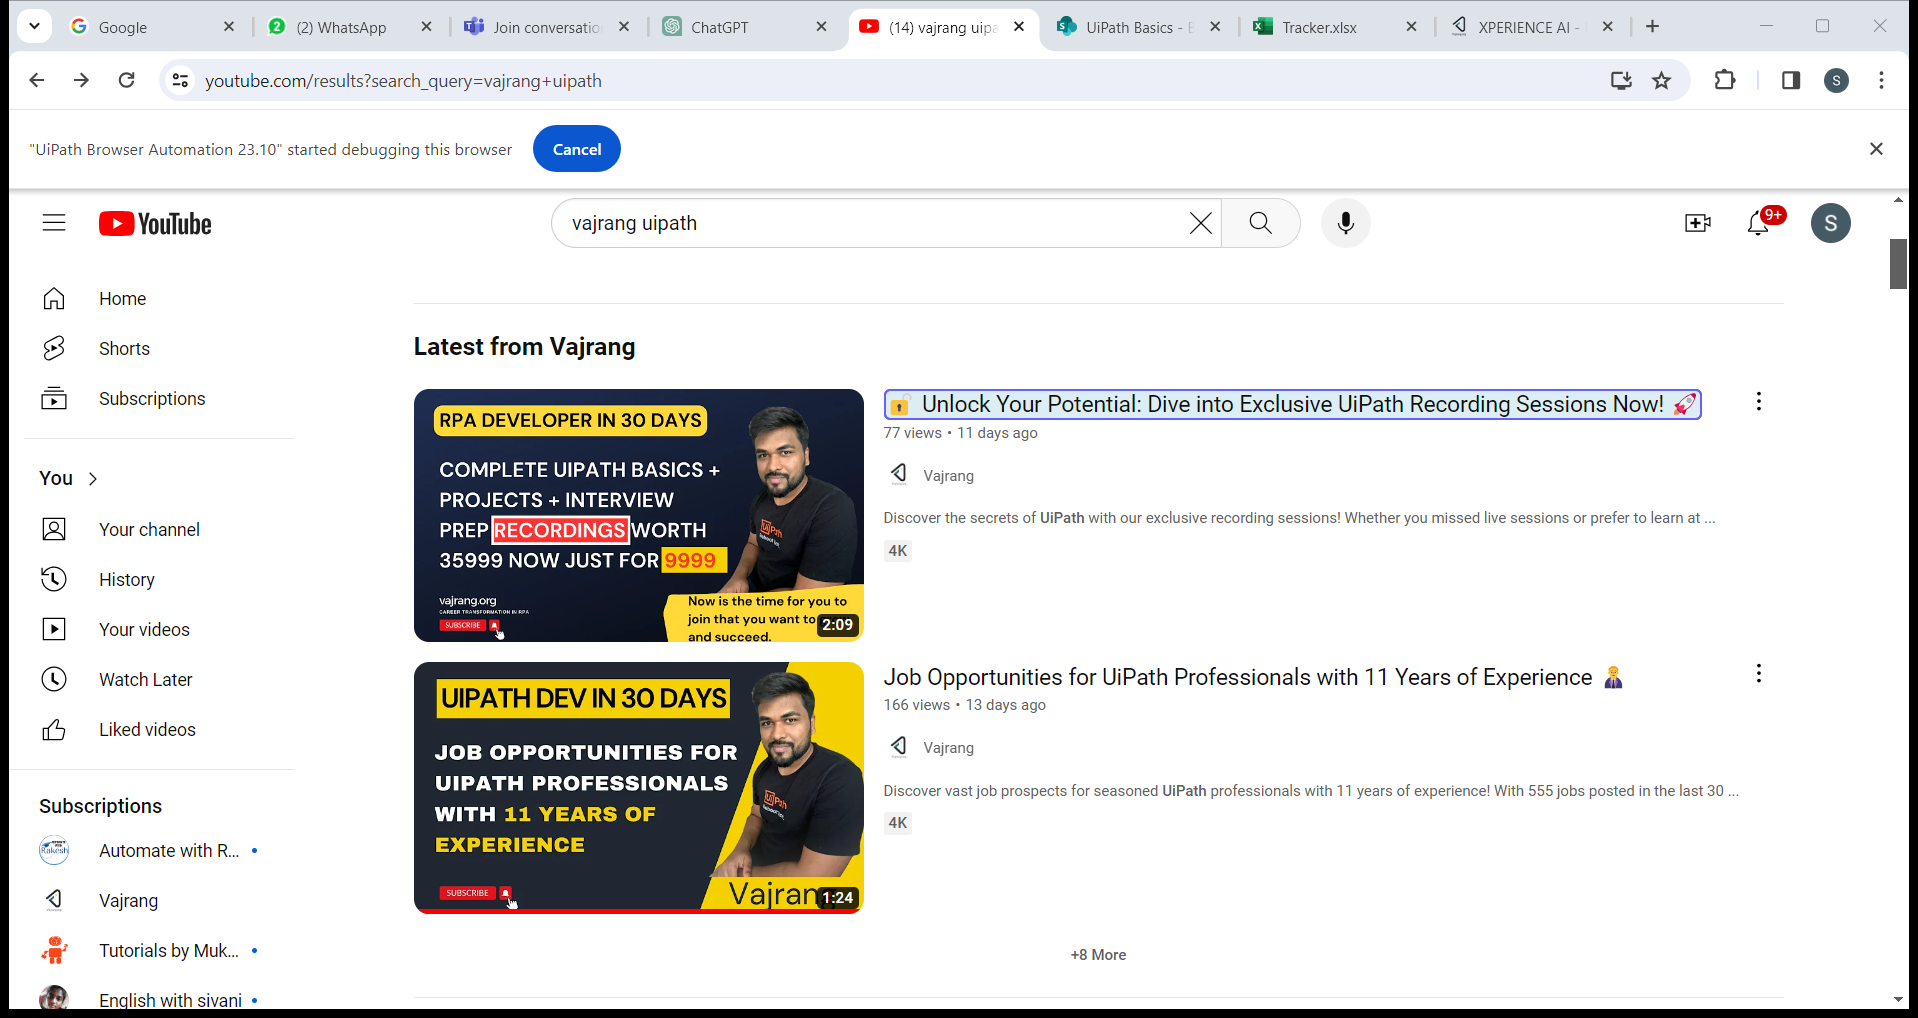 Google
(2) WhatsApp
Join conversatio
ChatGPT
(14) vajrang uipa
UiPath Basics - E
Tracker.xlsx
XPERIENCE AI -
youtube.com/results?search_query=vajrang+uipath
S
"UiPath Browser Automation 23.10" started debugging this browser
Cancel
YouTube
vajrang uipath
9+
S
Home
Shorts
Subscriptions
You
Your channel
History
Your videos
Watch Later
Liked videos
Subscriptions
Automate with R...
Vajrang
Tutorials by Muk...
English with sivani
Latest from Vajrang
RPA DEVELOPER IN 30 DAYS
COMPLETE UIPATH BASICS +
PROJECTS + INTERVIEW
PREP RECORDINGS WORTH
35999 NOW JUST FOR 9999
vajrang.org
CAREER TRANSFORMATION IN RPA
SUBSCRIBE
Now is the time for you to
join that you want to
and succeed.
2:09
🔓 Unlock Your Potential: Dive into Exclusive UiPath Recording Sessions Now! 🚀
77 views • 11 days ago
Vajrang
Discover the secrets of UiPath with our exclusive recording sessions! Whether you missed live sessions or prefer to learn at ...
4K
UIPATH DEV IN 30 DAYS
JOB OPPORTUNITIES FOR
UIPATH PROFESSIONALS
WITH 11 YEARS OF
EXPERIENCE
SUBSCRIBE
Vajran
1:24
Job Opportunities for UiPath Professionals with 11 Years of Experience
166 views • 13 days ago
Vajrang
Discover vast job prospects for seasoned UiPath professionals with 11 years of experience! With 555 jobs posted in the last 30 ...
4K
+8 More